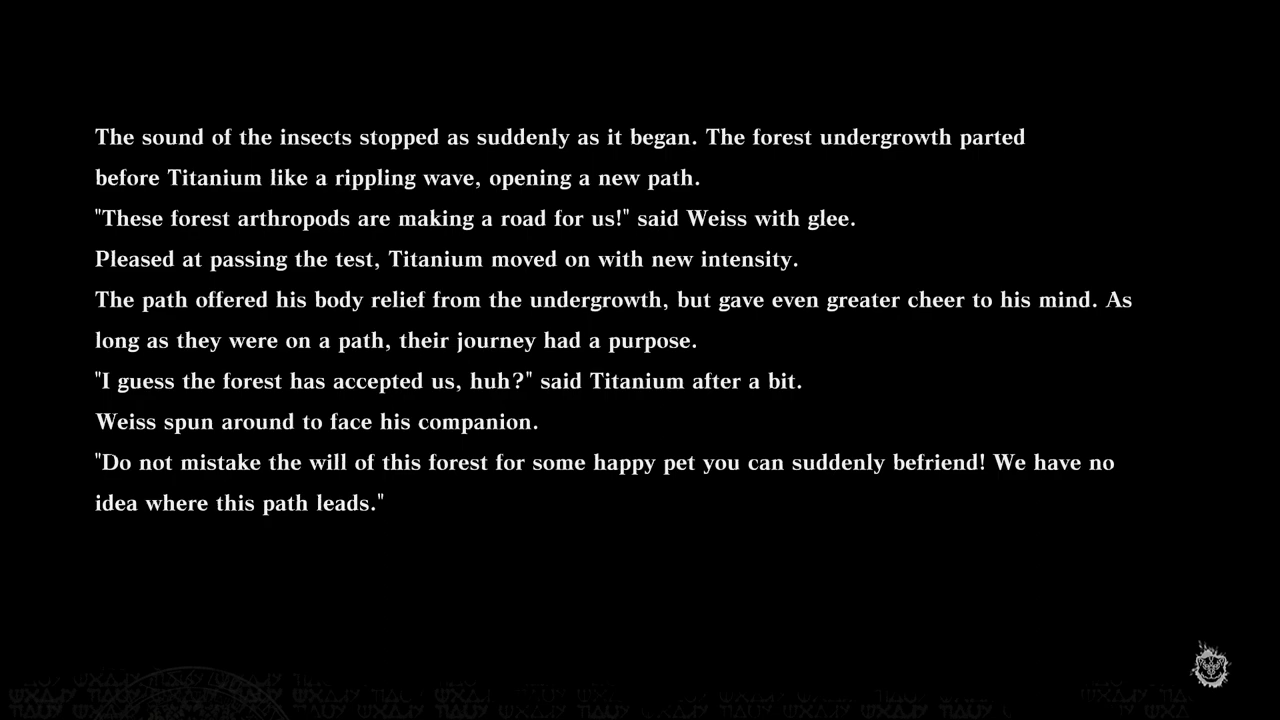 The sound of the insects stopped as suddenly as it began. The forest undergrowth parted
before Titanium like a rippling wave, opening a new path.
"These forest arthropods are making a road for us!" said Weiss with glee.
Pleased at passing the test, Titanium moved on with new intensity.
The path offered his body relief from the undergrowth, but gave even greater cheer to his mind. As
long as they were on a path, their journey had a purpose.
"I guess the forest has accepted us, huh?" said Titanium after a bit.
Weiss spun around to face his companion.
"Do not mistake the will of this forest for some happy pet you can suddenly befriend! We have no
idea where this path leads."